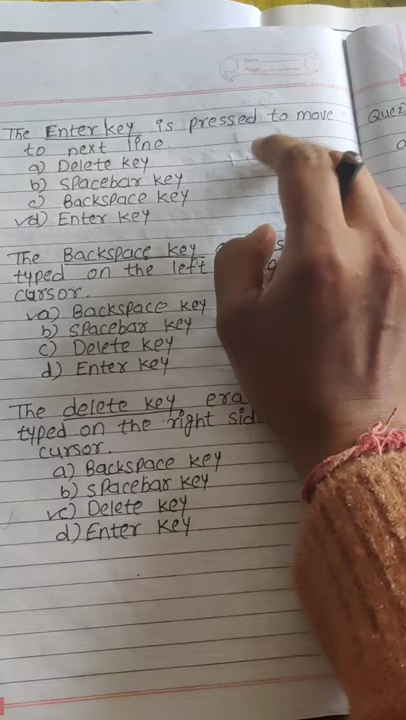 The Enter key is pressed to move
to next line.
a) Delete key
b) spacebar key
c) Backspace key
d) Enter key
The Backspace key
typed on the left
cursor.
a) Backspace key
b) spacebar key
c) Delete key
d) Enter key
The delete key era
typed on the right sid
cursor.
a) Backspace key
b) spacebar key
c) Delete key
d) Enter key